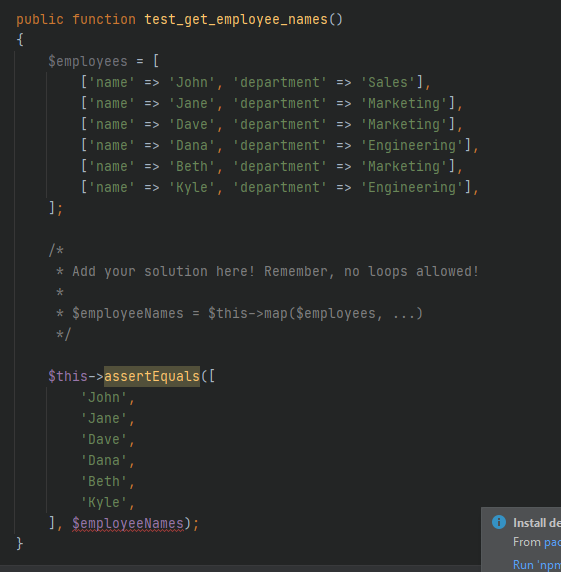 public function test_get_employee_names()
{
$employees = [
['name' => 'John', 'department' => 'Sales'],
['name' => 'Jane', 'department' => 'Marketing'],
['name' => 'Dave', 'department' => 'Marketing'],
['name' => 'Dana', 'department' => 'Engineering'],
['name' => 'Beth', 'department' => 'Marketing'],
['name' => 'Kyle', 'department' => 'Engineering'],
];
/*
* Add your solution here! Remember, no loops allowed!
*
* $employeeNames = $this->map($employees, ...)
*/
$this->assertEquals([
'John',
'Jane',
'Dave',
'Dana',
'Beth',
'Kyle',
], $employeeNames);
}
Install de
From pac
Run 'npm